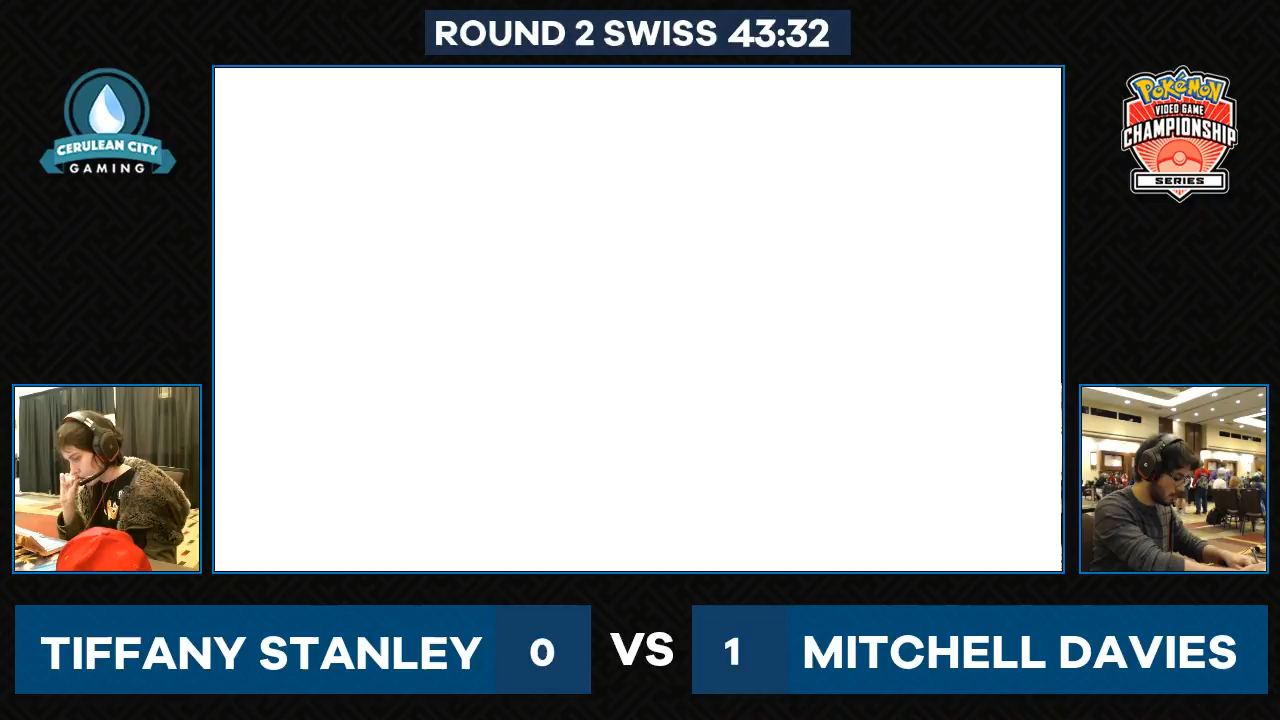 ROUND 2 SWISS 43:32
CERULEAN CITY
GAMING
POKÉMON
VIDEO GAME
CHAMPIONSHIP
SERIES
TIFFANY STANLEY 0 VS 1 MITCHELL DAVIES